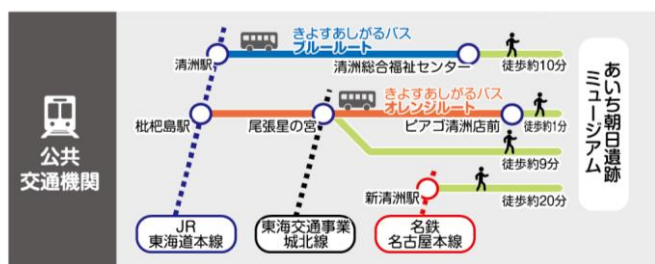 公共
交通機関
きよすあしがるバス
ブルールート
清洲駅
清洲総合福祉センター
徒歩約10分
きよすあしがるバス
オレンジルート
枇杷島駅
尾張星の宮
ピアゴ清洲店前
徒歩約1分
徒歩約9分
新清洲駅
徒歩約20分
JR
東海道本線
東海交通事業
城北線
名鉄
名古屋本線
あいち朝日遺跡
ミュージアム